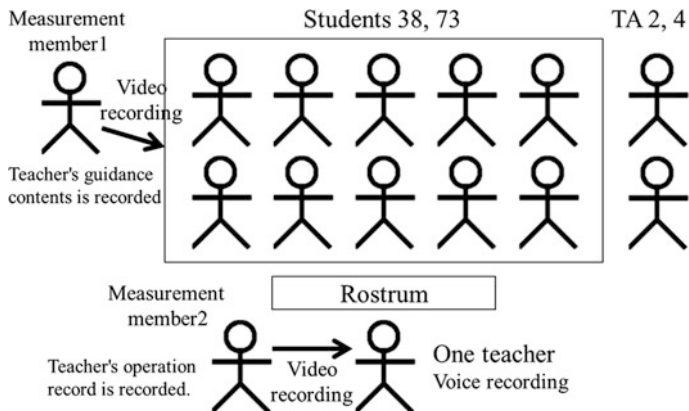 Measurement
member1
Students 38, 73
TA 2, 4
Video
recording
Teacher's guidance
contents is recorded
Rostrum
Measurement
member2
Teacher's operation
record is recorded.
Video
recording
One teacher
Voice recording